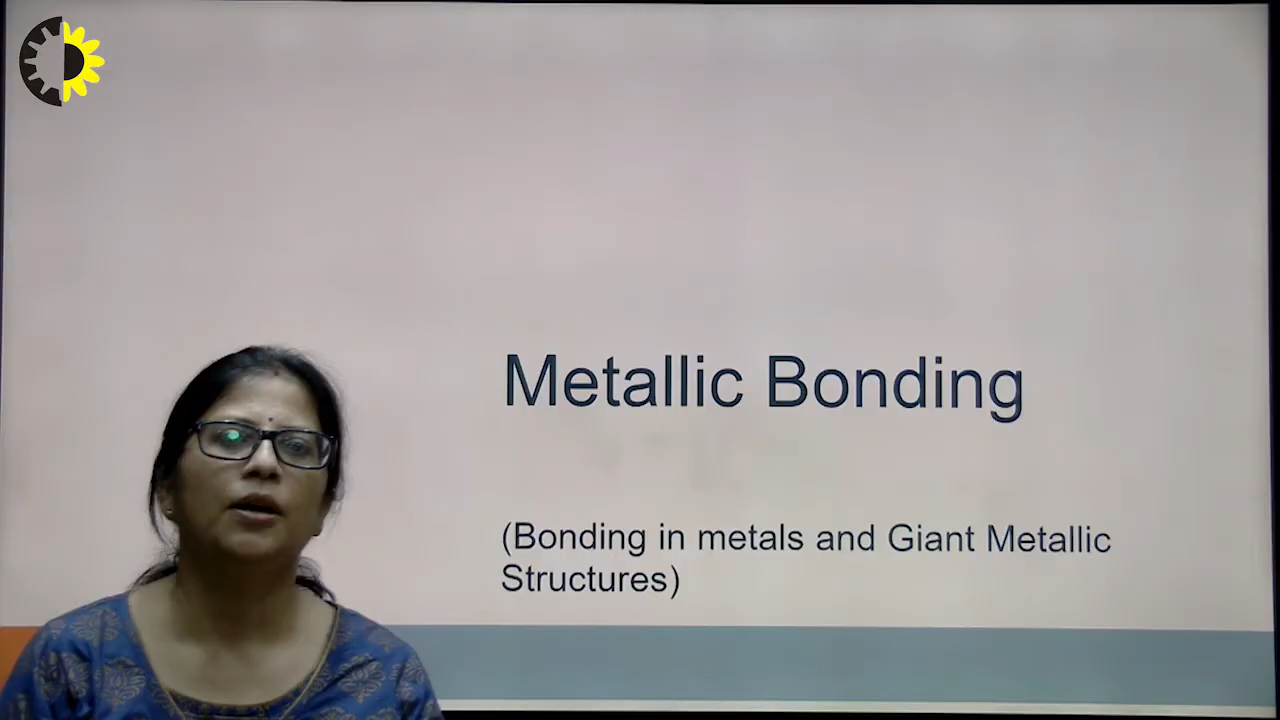 Metallic Bonding
(Bonding in metals and Giant Metallic
Structures)